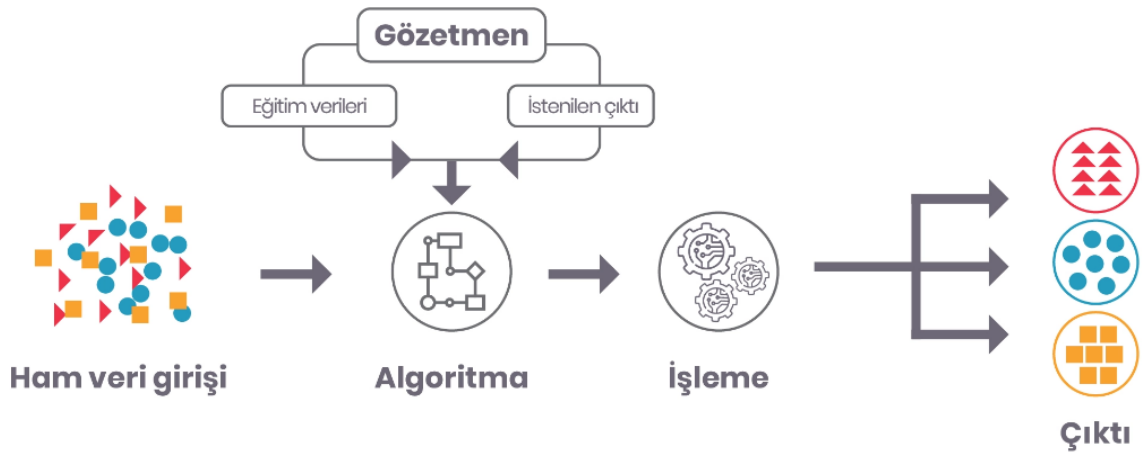 Gözetmen
Eğitim verileri
İstenilen çıktı
Ham veri girişi
Algoritma
İşleme
Çıktı